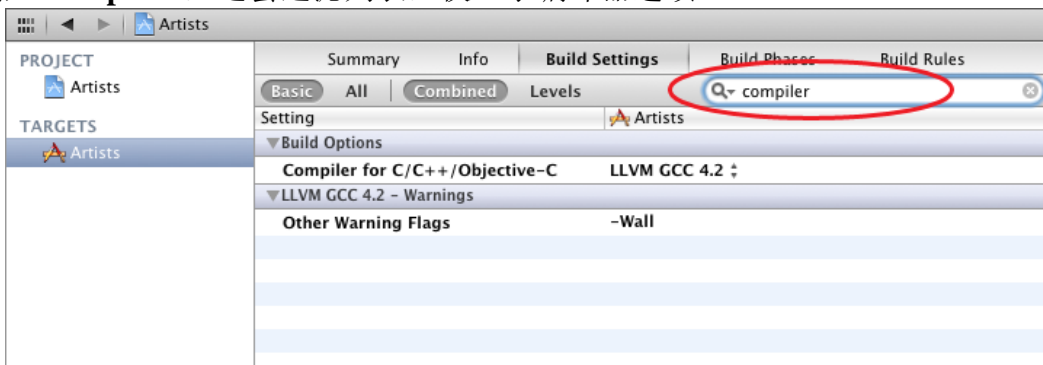 Artists
PROJECT
Artists
TARGETS
Artists
Summary Info Build Settings Build Phases Build Rules
Basic All Combined Levels compiler
Setting Artists
Build Options
Compiler for C/C++/Objective-C LLVM GCC 4.2
LLVM GCC 4.2 - Warnings
Other Warning Flags -Wall